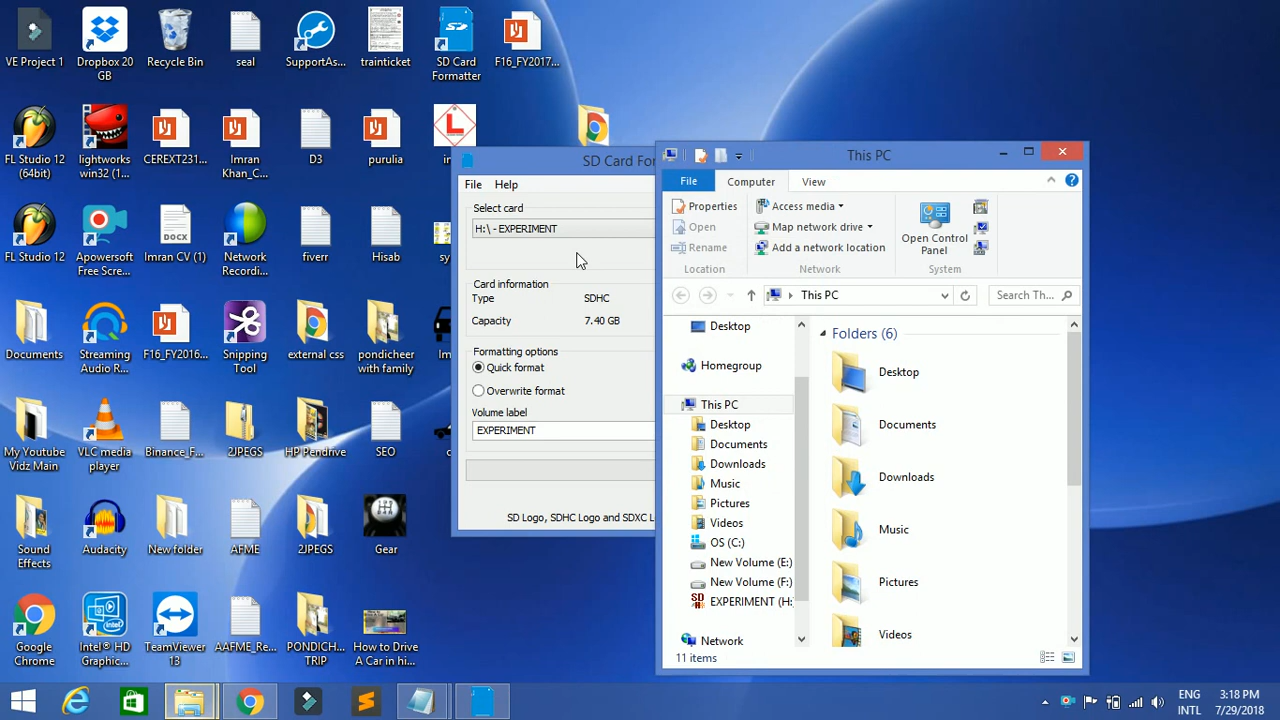 VE Project 1
Dropbox 20
GB
Recycle Bin
seal
SupportAs...
trainticket
SD Card
Formatter
F16_FY2017...
FL Studio 12
(64bit)
lightworks
win32 (1...
CEREXT231...
Imran
Khan_C...
D3
purulia
FL Studio 12
Apowersoft
Free Scre...
Imran CV (1)
Network
Recordi...
fiverr
Hisab
Documents
Streaming
Audio R...
F16_FY2016...
Snipping
Tool
external css
pondicheer
with family
My Youtube
Vidz Main
VLC media
player
Binance_F...
2JPEGS
HP Pendrive
SEO
Sound
Effects
Audacity
New folder
AFME
2JPEGS
Gear
Google
Chrome
Intel® HD
Graphic...
TeamViewer
13
AAFME_Re...
PONDICH...
TRIP
How to Drive
A Car in hi...
SD Card Fo
File Help
Select card
H:\ - EXPERIMENT
Card information
Type SDHC
Capacity 7.40 GB
Formatting options
Quick format
Overwrite format
Volume label
EXPERIMENT
SD Logo, SDHC Logo and SDXC L
This PC
File Computer View
Properties
Open
Rename
Location
Access media
Map network drive
Add a network location
Network
Open Control
Panel
System
This PC
Search Th...
Desktop
Homegroup
This PC
Desktop
Documents
Downloads
Music
Pictures
Videos
OS (C:)
New Volume (E:)
New Volume (F:)
EXPERIMENT (H:
Network
Folders (6)
Desktop
Documents
Downloads
Music
Pictures
Videos
11 items
ENG
INTL
3:18 PM
7/29/2018